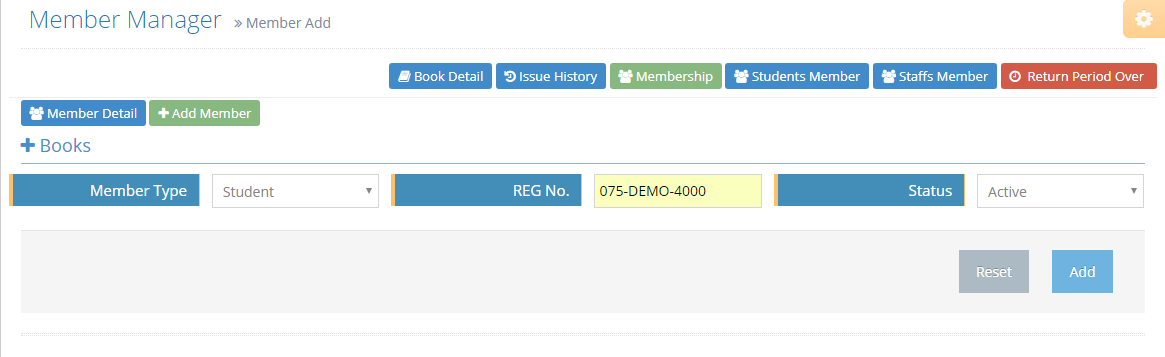 Member Manager » Member Add
Book Detail Issue History Membership Students Member Staffs Member Return Period Over
Member Detail Add Member
Books
Member Type Student REG No. 075-DEMO-4000 Status Active
Reset Add